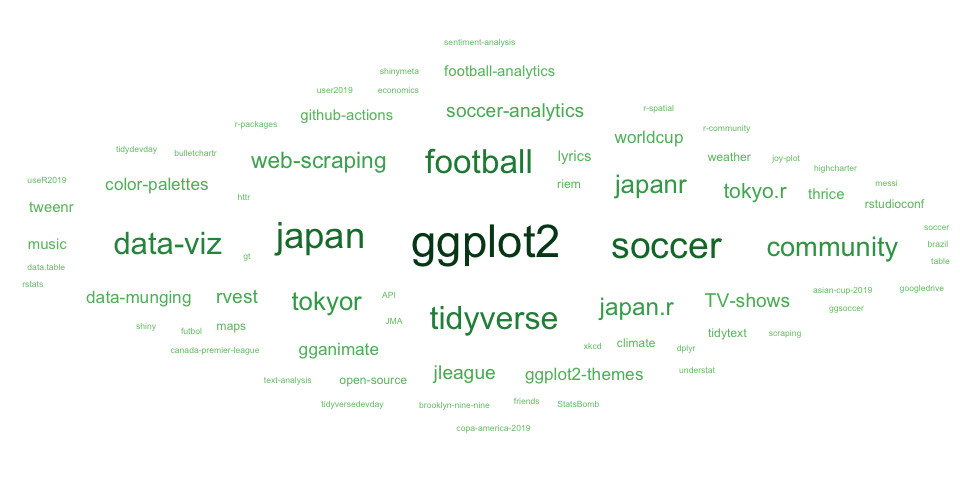 sentiment-analysis
shinymeta
football-analytics
user2019
economics
soccer-analytics
github-actions
r-spatial
r-packages
r-community
worldcup
tidydevday
bulletchartr
web-scraping
football
lyrics
weather
joy-plot
highcharter
useR2019
color-palettes
riem
japanr
tokyo.r
thrice
messi
tweenr
httr
rstudioconf
soccer
music
data-viz
japan
ggplot2
soccer
community
brazil
gt
data.table
table
rstats
data-munging
rvest
tokyor
API
japan.r
TV-shows
asian-cup-2019
googledrive
ggsoccer
JMA
tidyverse
shiny
futbol
maps
tidytext
scraping
canada-premier-league
gganimate
xkcd
climate
dplyr
text-analysis
open-source
jleague
ggplot2-themes
understat
tidyversedevday
brooklyn-nine-nine
friends
StatsBomb
copa-america-2019